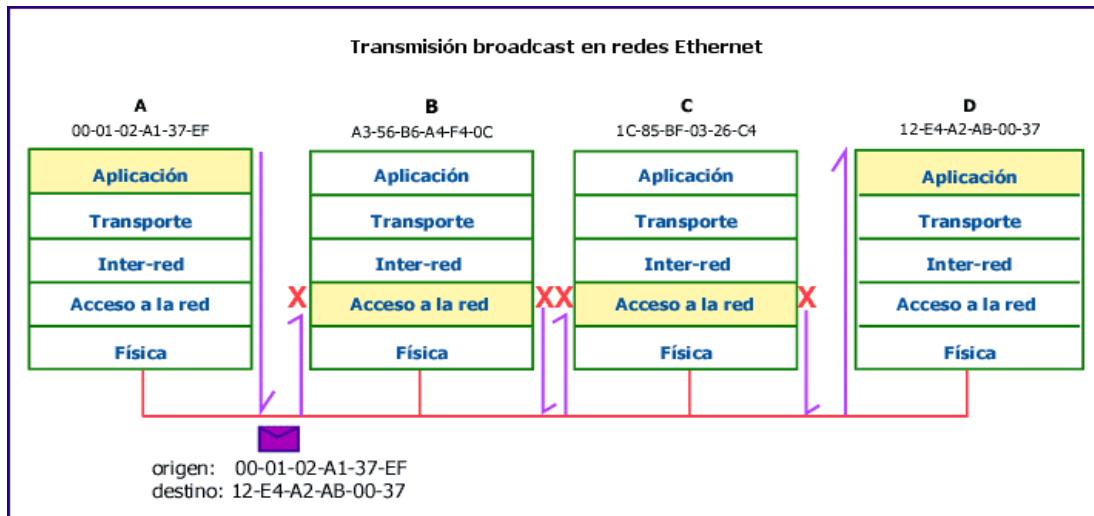 Transmisión broadcast en redes Ethernet
A B C D
00-01-02-A1-37-EF A3-56-B6-A4-F4-0C 1C-85-BF-03-26-C4 12-E4-A2-AB-00-37
Aplicación Aplicación Aplicación Aplicación
Transporte Transporte Transporte Transporte
Inter-red Inter-red Inter-red Inter-red
X XX X
Acceso a la red Acceso a la red Acceso a la red Acceso a la red
Física Física Física Física
origen: 00-01-02-A1-37-EF
destino: 12-E4-A2-AB-00-37